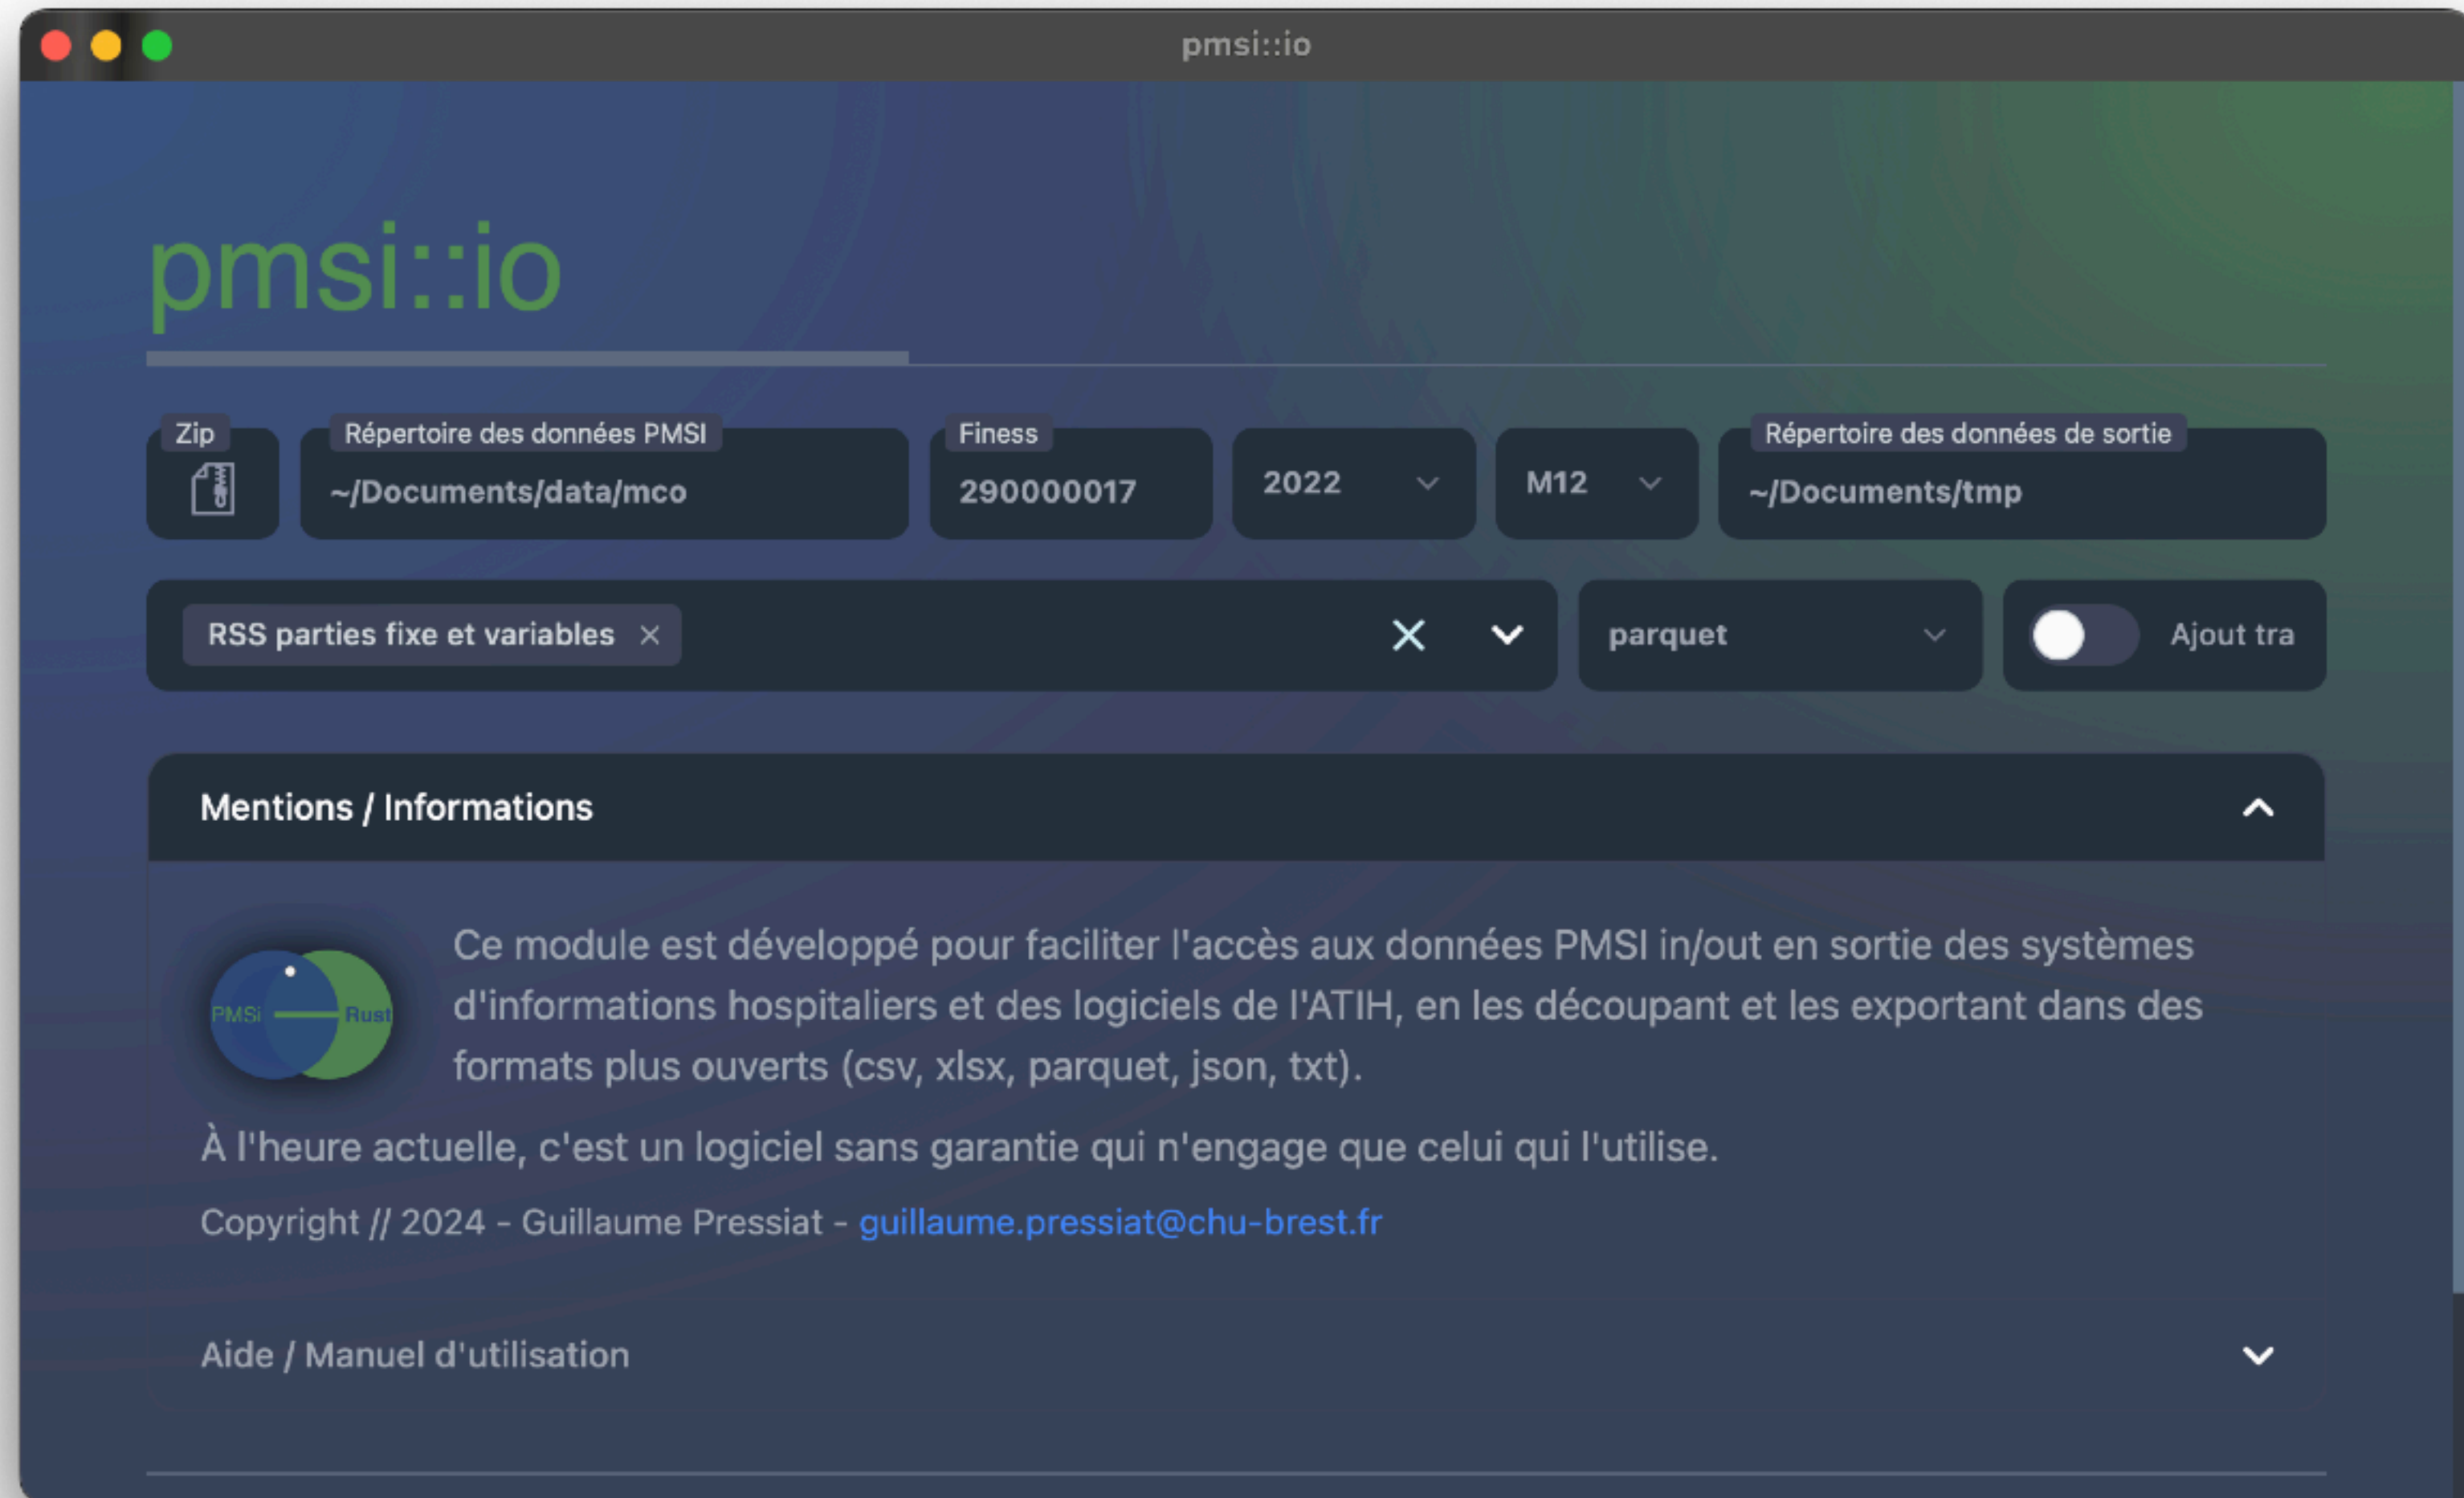 pmsi::io
pmsi::io
Zip
Répertoire des données PMSI
Finess
Répertoire des données de sortie
~/Documents/data/mco
290000017
2022
M12
~/Documents/tmp
RSS parties fixe et variables
parquet
Ajout tra
Mentions / Informations
Ce module est développé pour faciliter l'accès aux données PMSI in/out en sortie des systèmes
d'informations hospitaliers et des logiciels de l'ATIH, en les découpant et les exportant dans des
formats plus ouverts (csv, xlsx, parquet, json, txt).
PMSi
Rust
À l'heure actuelle, c'est un logiciel sans garantie qui n'engage que celui qui l'utilise.
Copyright // 2024 - Guillaume Pressiat - guillaume.pressiat@chu-brest.fr
Aide / Manuel d'utilisation